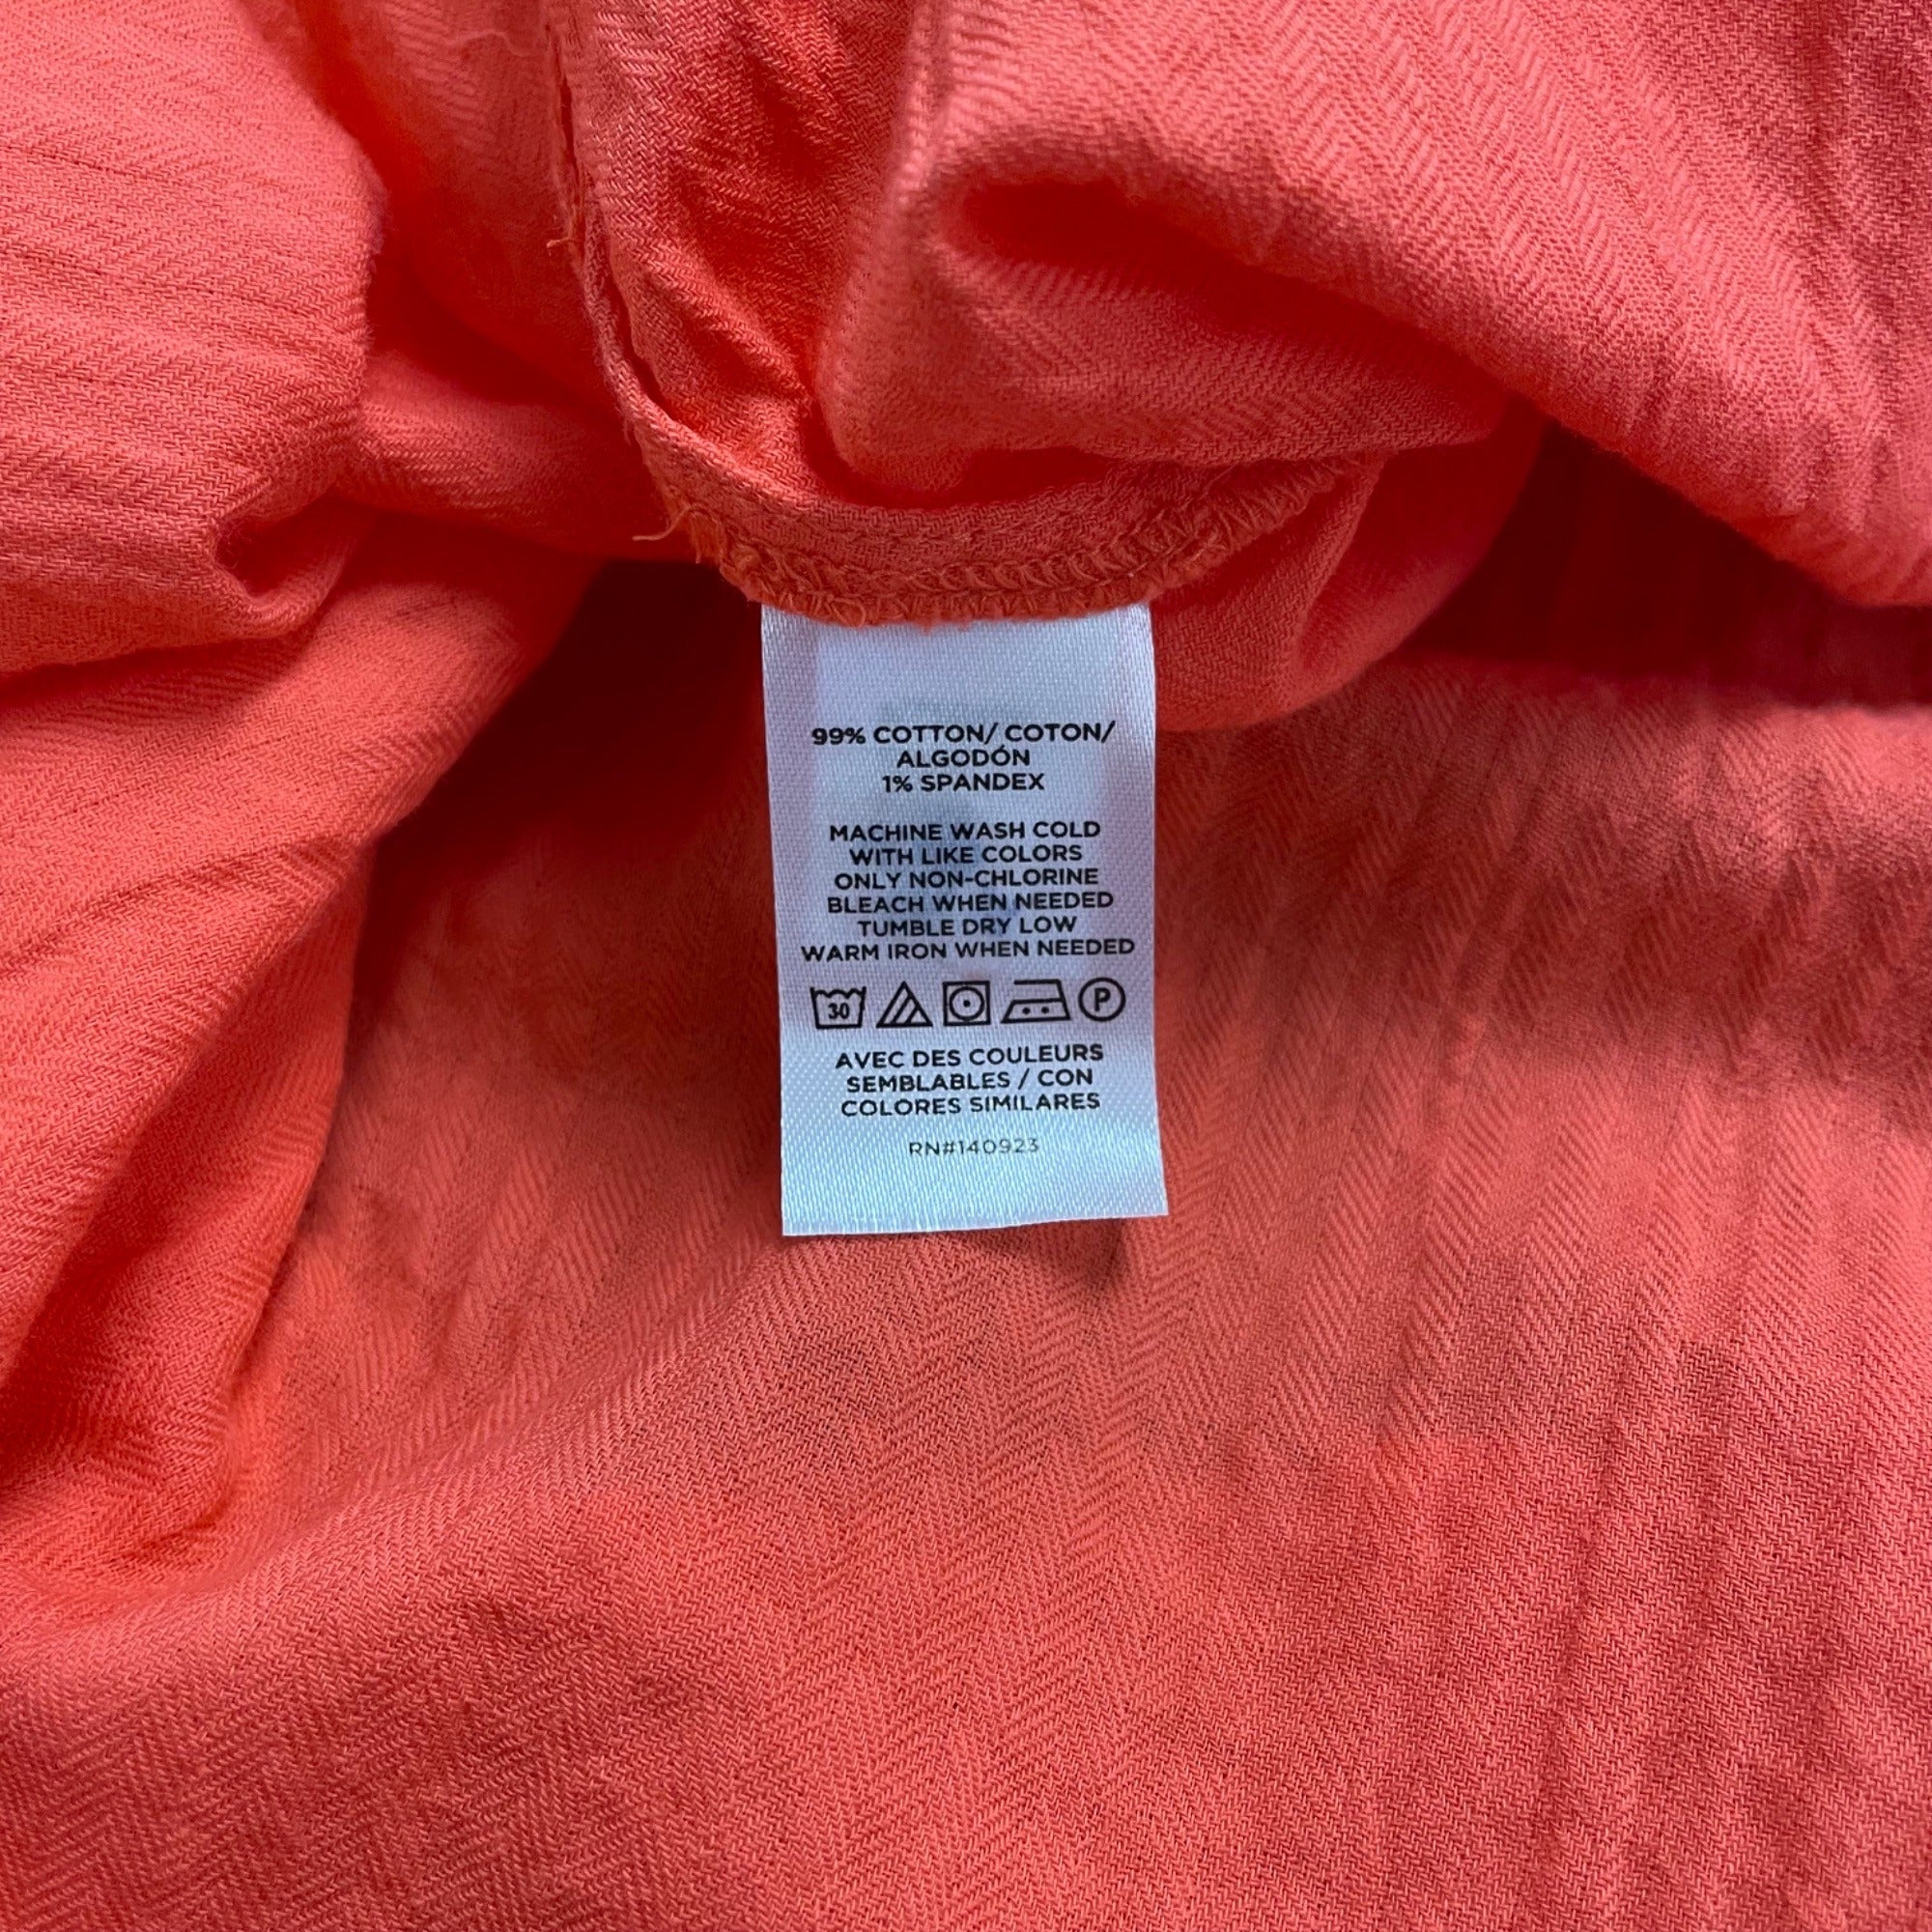 99% COTTON/ COTON/
ALGODÓN
1% SPANDEX
MACHINE WASH COLD
WITH LIKE COLORS
ONLY NON-CHLORINE
BLEACH WHEN NEEDED
TUMBLE DRY LOW
WARM IRON WHEN NEEDED
30 P
AVEC DES COULEURS
SEMBLABLES / CON
COLORES SIMILARES
RN#140923